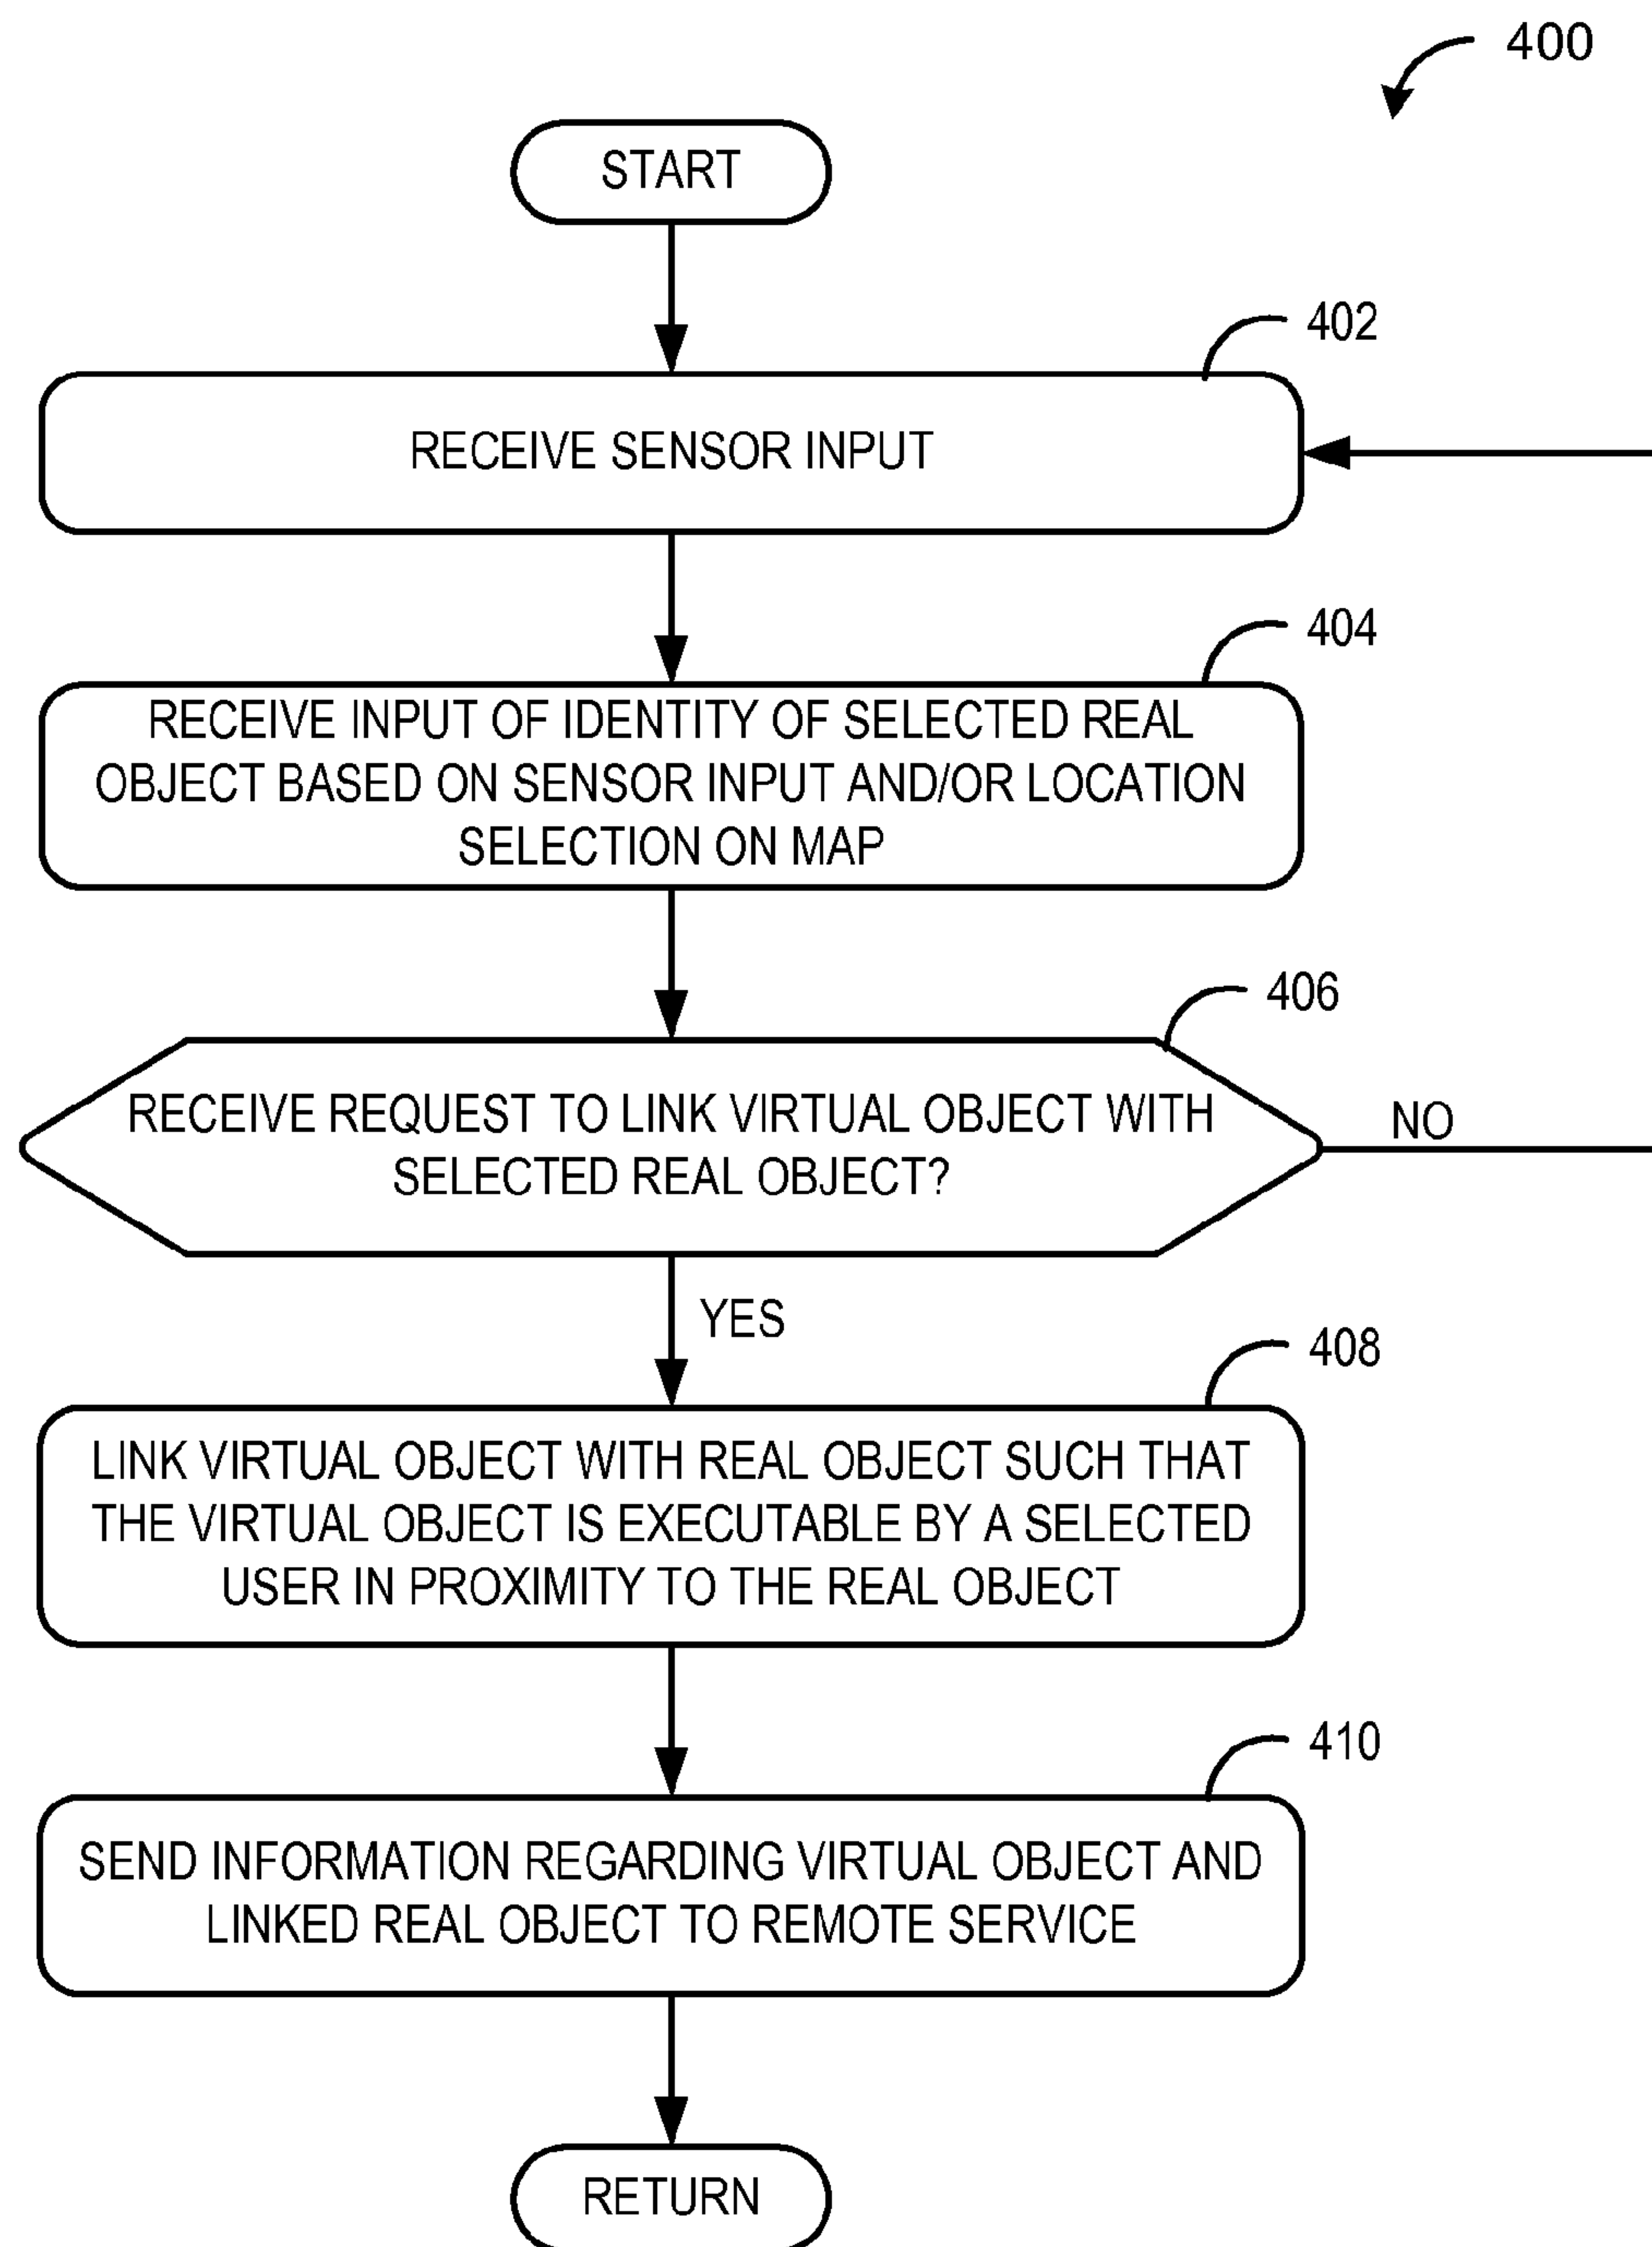 400
START
402
RECEIVE SENSOR INPUT
404
RECEIVE INPUT OF IDENTITY OF SELECTED REAL
OBJECT BASED ON SENSOR INPUT AND/OR LOCATION
SELECTION ON MAP
406
RECEIVE REQUEST TO LINK VIRTUAL OBJECT WITH
SELECTED REAL OBJECT?
NO
YES
408
LINK VIRTUAL OBJECT WITH REAL OBJECT SUCH THAT
THE VIRTUAL OBJECT IS EXECUTABLE BY A SELECTED
USER IN PROXIMITY TO THE REAL OBJECT
410
SEND INFORMATION REGARDING VIRTUAL OBJECT AND
LINKED REAL OBJECT TO REMOTE SERVICE
RETURN